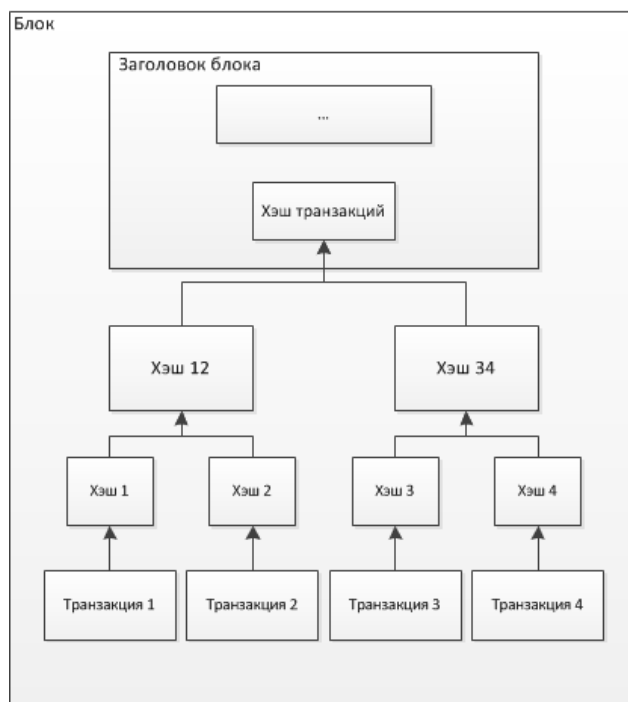 Блок
Заголовок блока
...
Хэш транзакций
Хэш 12
Хэш 34
Хэш 1
Хэш 2
Хэш 3
Хэш 4
Транзакция 1
Транзакция 2
Транзакция 3
Транзакция 4